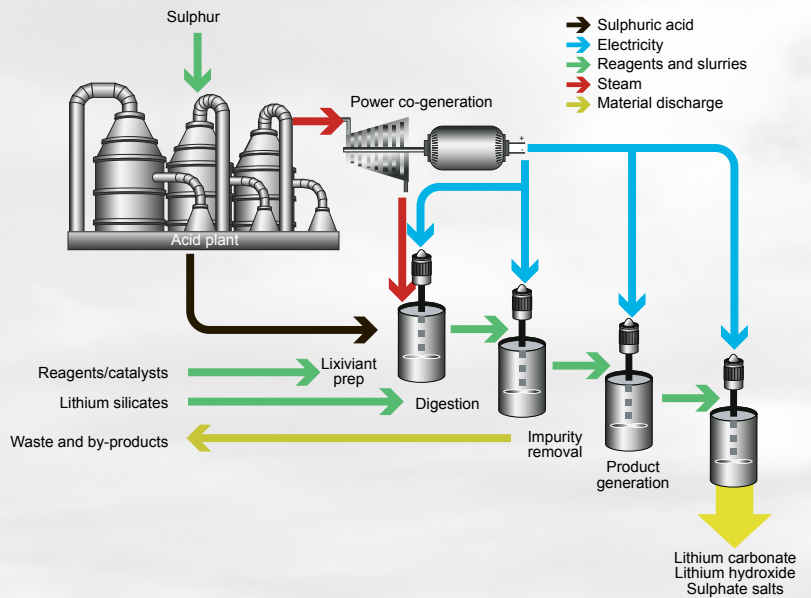 Sulphur
Sulphuric acid
Electricity
Reagents and slurries
Steam
Material discharge
Power co-generation
+
-
Acid plant
Reagents/catalysts
Lixiviant
prep
Lithium silicates
Digestion
Waste and by-products
Impurity
removal
Product
generation
Lithium carbonate
Lithium hydroxide
Sulphate salts